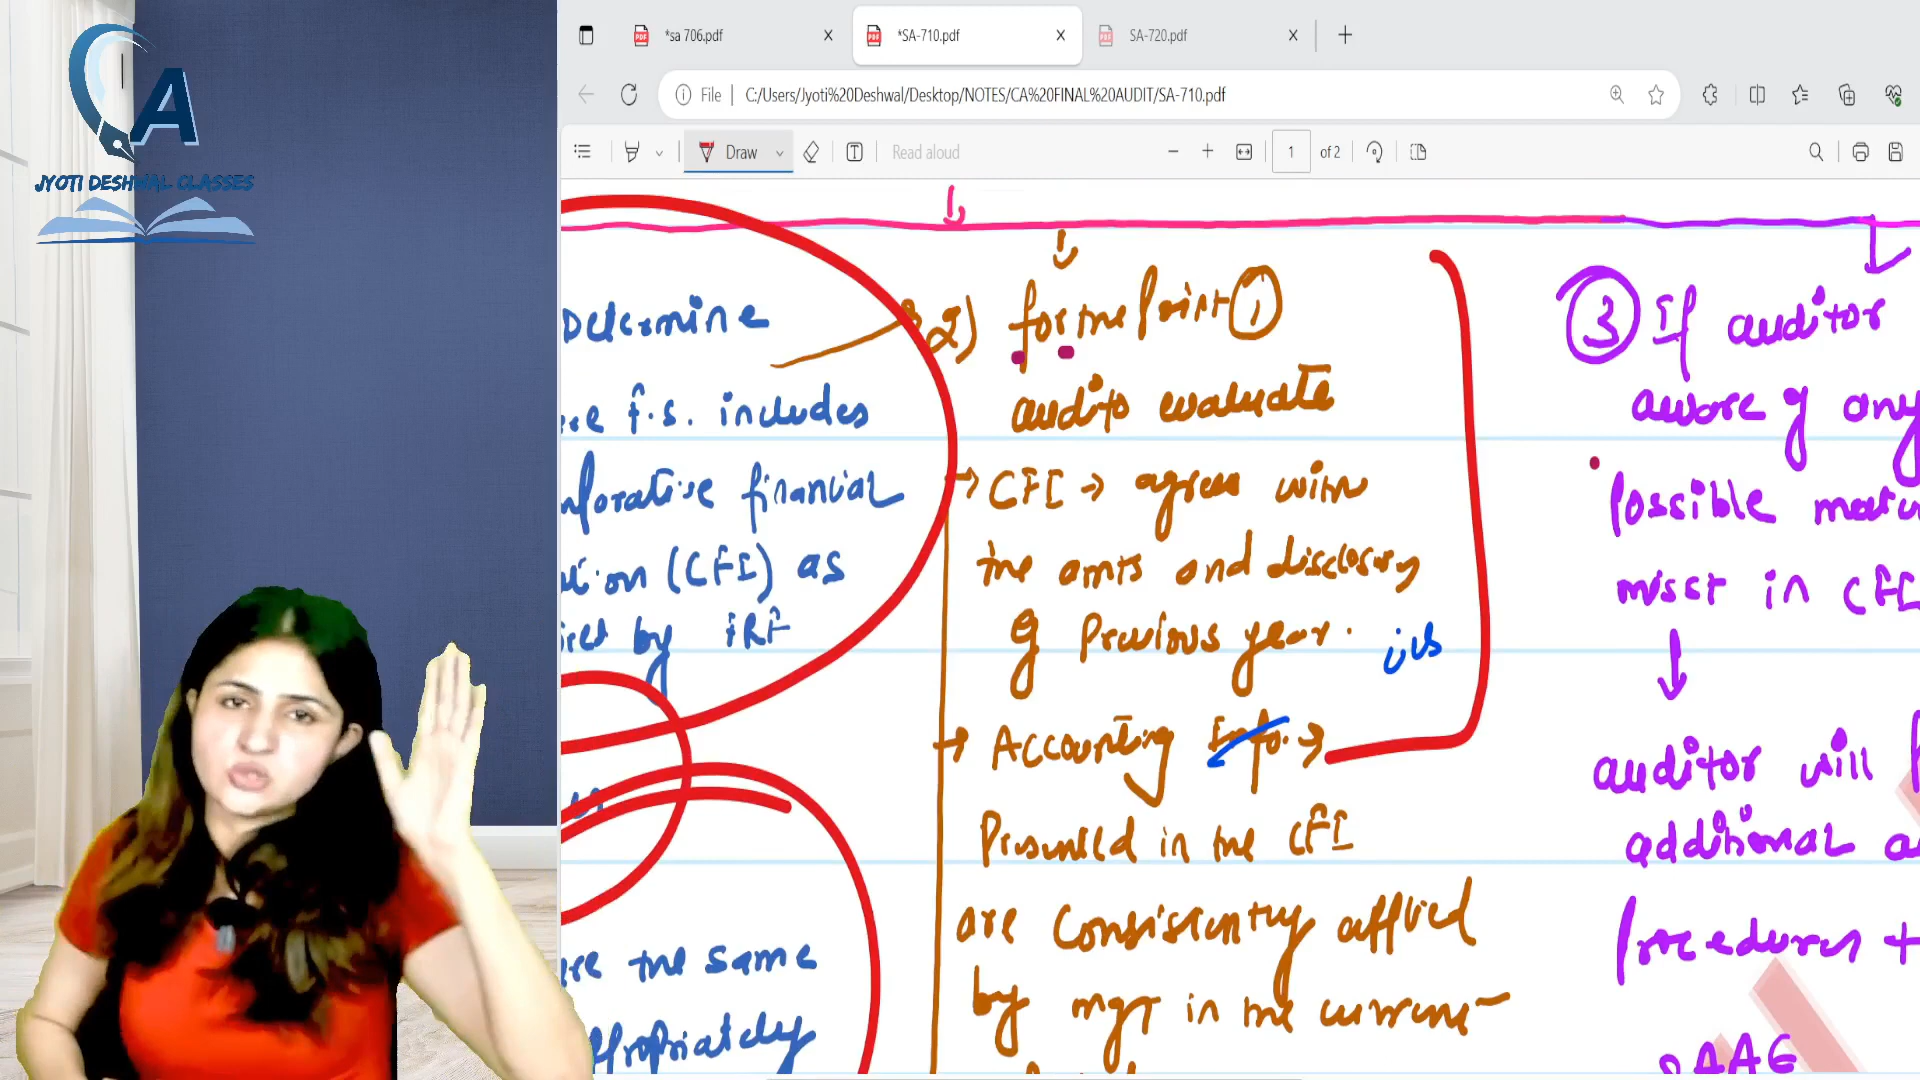 A
JYOTI DESHWAL CLASSES
*sa 706.pdf
*SA-710.pdf
SA-720.pdf
File
C:/Users/Jyoti%20Deshwal/Desktop/NOTES/CA%20FINAL%20AUDIT/SA-710.pdf
Draw
Read aloud
1 of 2
Determine
f.s. includes
financial
(CFI) as
by fRF
the same
2) for the Point 1
audito evaluate
→ CFI → agrees with
the amts and disclosure
of Previous year.
→ Accounting Info. →
Presented in the CFI
are consistently applied
by mgt in the current
3 If auditor
aware of any
Possible
misst in CFI
auditor will
additional
Procedures +
SAAE